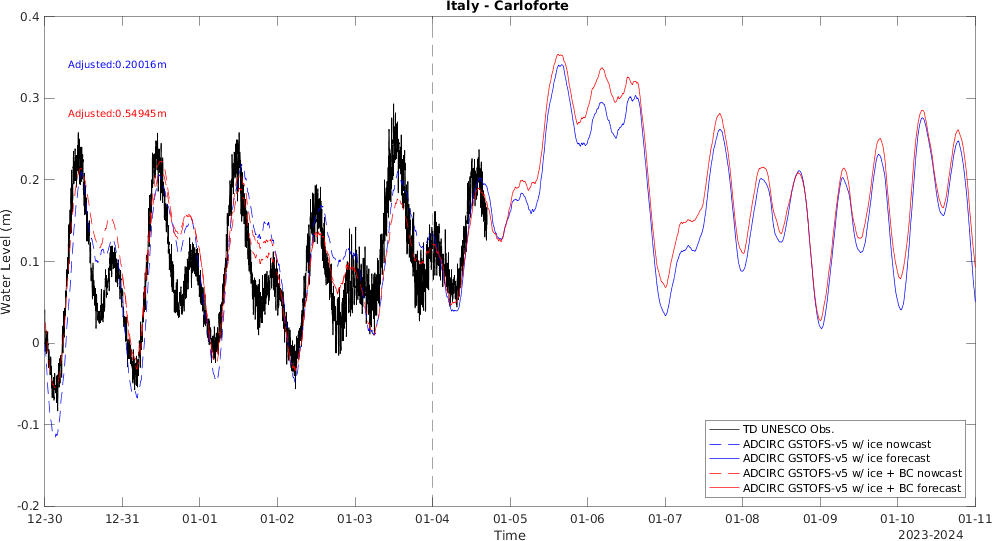 Italy - Carloforte
Adjusted:0.20016m
Adjusted:0.54945m
Water Level (m)
0.4
0.3
0.2
0.1
0
-0.1
-0.2
12-30 12-31 01-01 01-02 01-03 01-04 01-05 01-06 01-07 01-08 01-09 01-10 01-11
Time
2023-2024
TD UNESCO Obs.
ADCIRC GSTOFS-v5 w/ ice nowcast
ADCIRC GSTOFS-v5 w/ ice forecast
ADCIRC GSTOFS-v5 w/ ice + BC nowcast
ADCIRC GSTOFS-v5 w/ ice + BC forecast